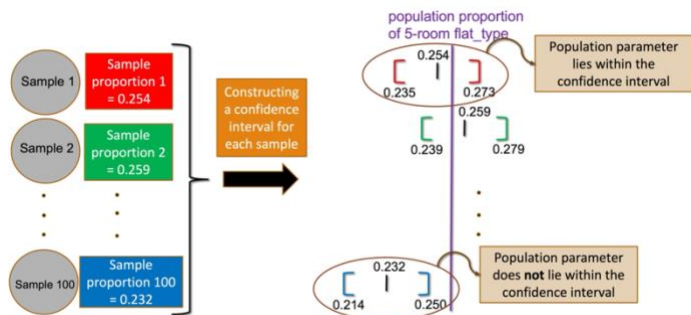 Sample 1
Sample
proportion 1
= 0.254
Sample 2
Sample
proportion 2
= 0.259
Sample 100
Sample
proportion 100
= 0.232
Constructing
a confidence
interval for
each sample
population proportion
of 5-room flat_type
0.254
0.235
0.273
0.259
0.239
0.279
0.232
0.214
0.250
Population parameter
lies within the
confidence interval
Population parameter
does not lie within the
confidence interval